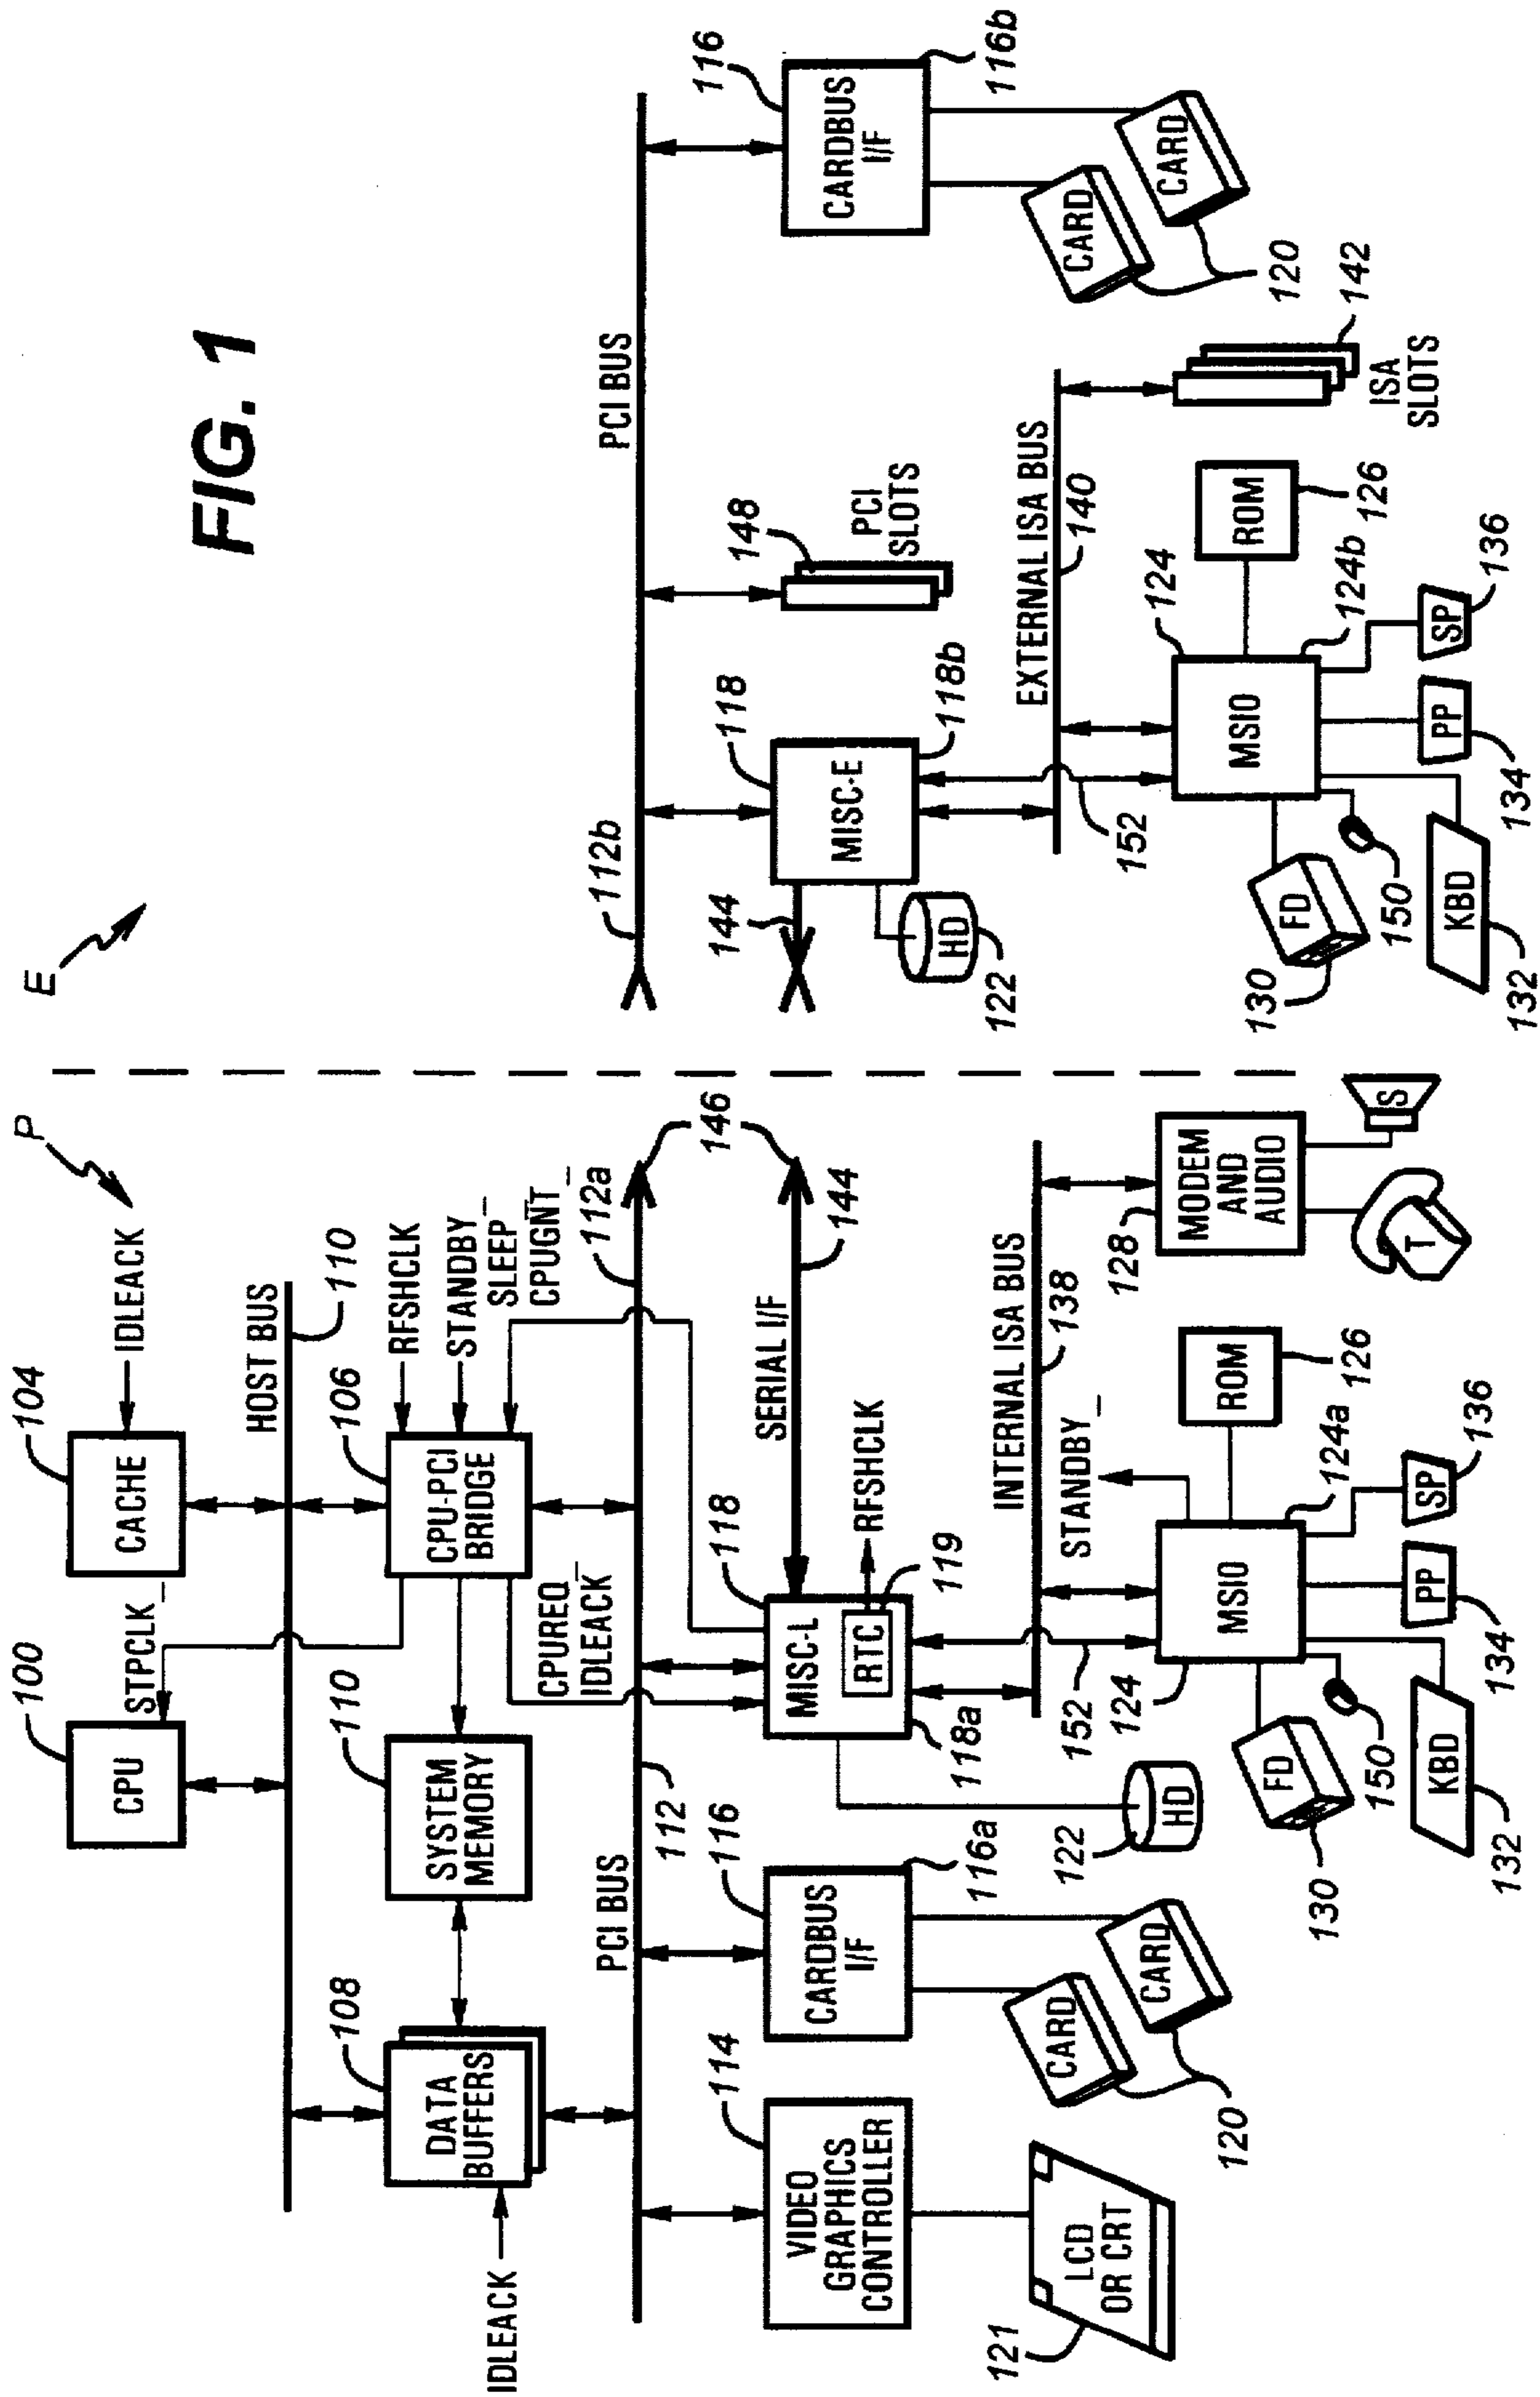 FIG. 1
P
E
100
CPU
STPCLK_
104
CACHE
IDLEACK
HOST BUS
110
108
DATA
BUFFERS
IDLEACK
110
SYSTEM
MEMORY
106
CPU-PCI
BRIDGE
RFSHCLK
STANDBY_
SLEEP_
CPUGNT_
CPUREQ_
IDLEACK
PCI BUS
112
112a
146
114
VIDEO
GRAPHICS
CONTROLLER
121
LCD
OR CRT
116
CARDBUS
I/F
116a
CARD
CARD
120
118
MISC-L
RTC
119
RFSHCLK
118a
SERIAL I/F
144
122
HD
INTERNAL ISA BUS
138
152
STANDBY_
124
MSIO
124a
ROM
126
FD
130
150
KBD
132
PP
134
SP
136
128
MODEM
AND
AUDIO
T
S
112b
PCI BUS
144
118
MISC-E
118b
HD
122
148
PCI
SLOTS
116
CARDBUS
I/F
116b
CARD
CARD
120
EXTERNAL ISA BUS
140
142
ISA
SLOTS
152
124
MSIO
124b
ROM
126
FD
130
150
KBD
132
PP
134
SP
136